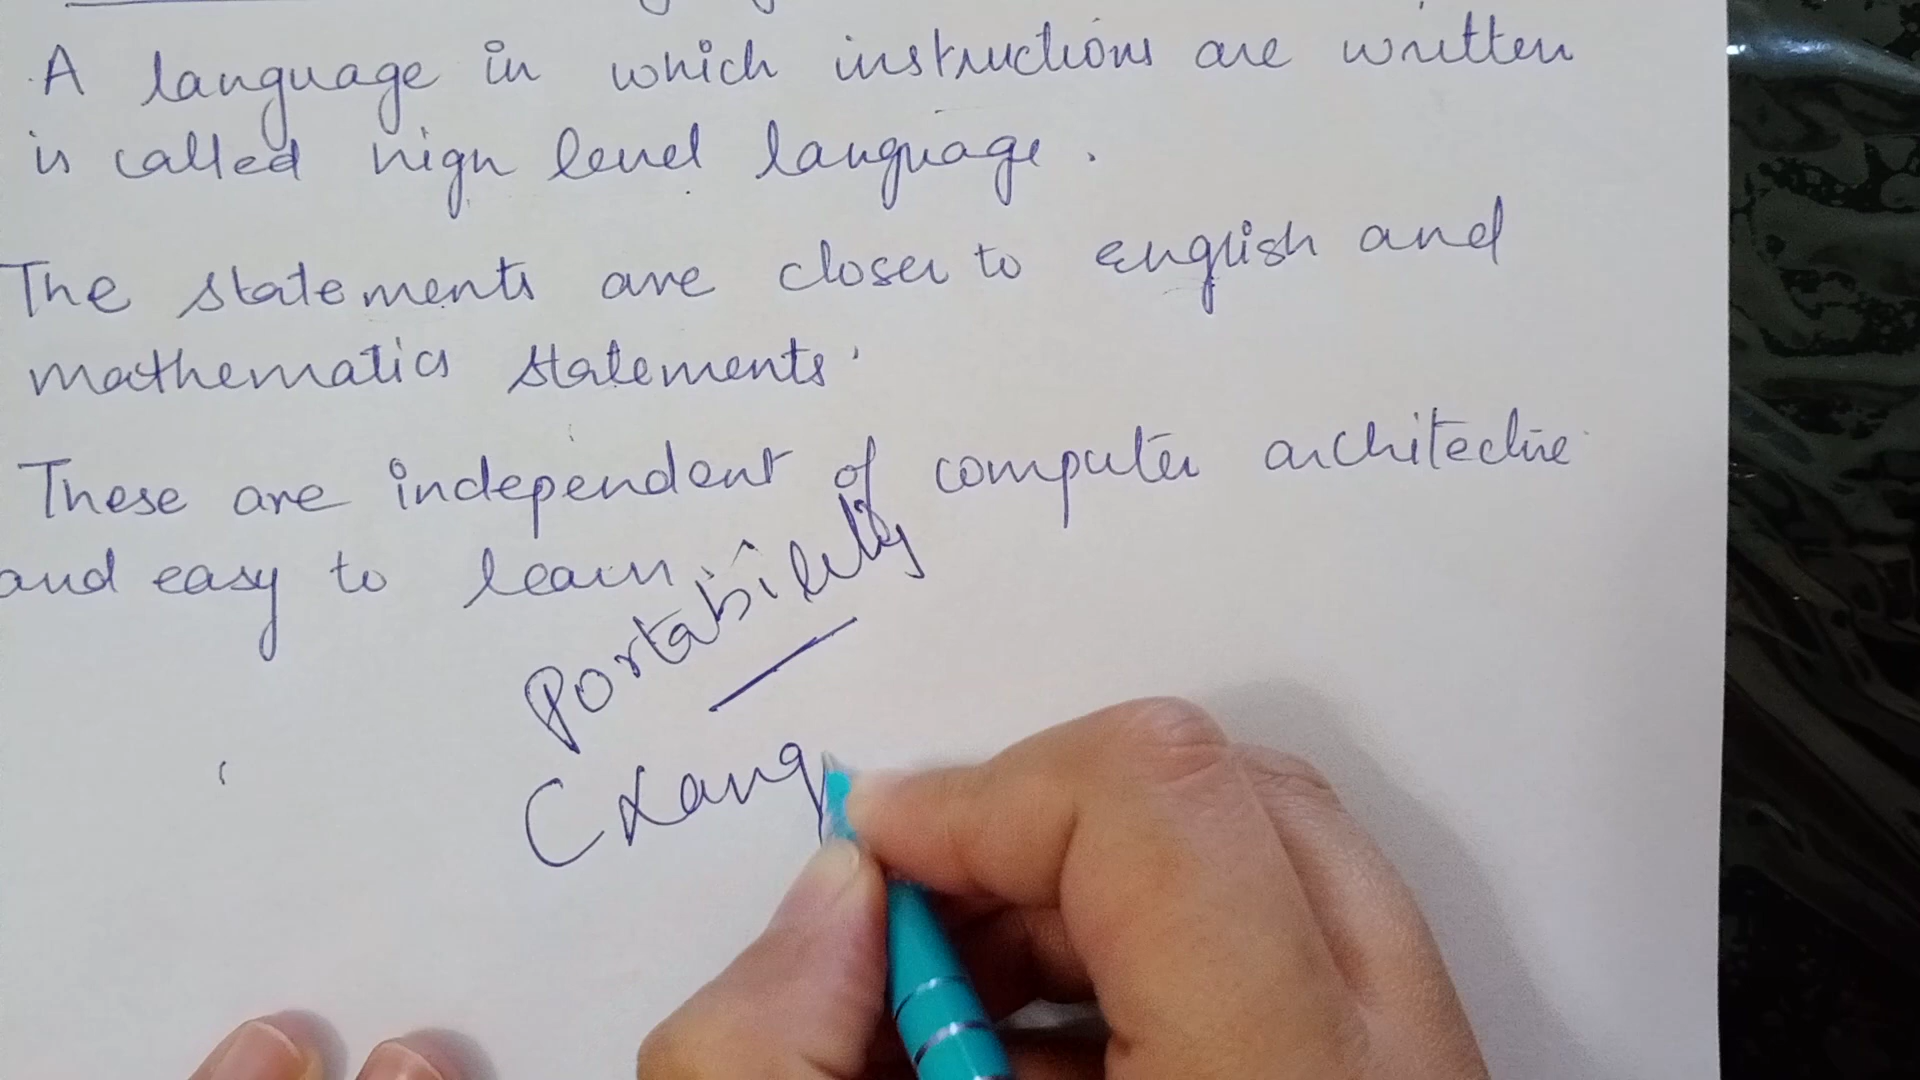 A language in which instructions are written
is called high level language.
The statements are closer to english and
mathematics statements.
These are independent of computer architecture
and easy to learn.
Portability
C Lang